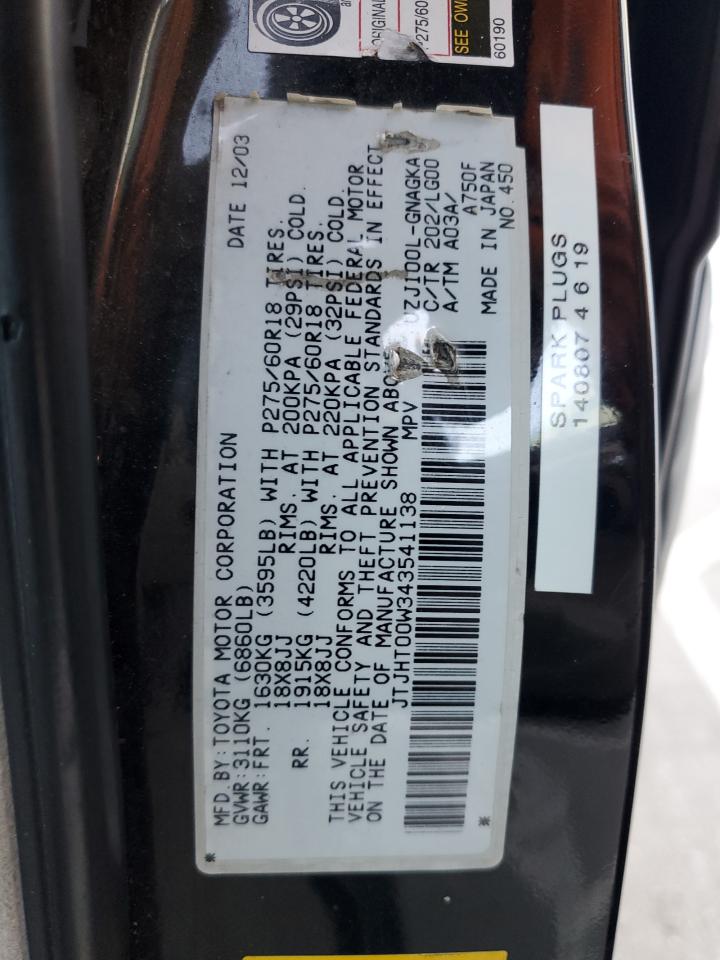 ORIGINAL
P275/60
SEE OW
60190
DATE 12/03
MFD. BY: TOYOTA MOTOR CORPORATION
GVWR: 3110KG (6860LB)
GAWR: FRT. 1630KG (3595LB) WITH P275/60R18 TIRES.
18X8JJ RIMS. AT 200KPA (29PSI) COLD.
RR. 1915KG (4220LB) WITH P275/60R18 TIRES.
18X8JJ RIMS. AT 220KPA (32PSI) COLD.
THIS VEHICLE CONFORMS TO ALL APPLICABLE FEDERAL MOTOR
VEHICLE SAFETY AND THEFT PREVENTION STANDARDS IN EFFECT
ON THE DATE OF MANUFACTURE SHOWN
JTJHT00W343541138 MPV
UZJ100L-GNAGKA
C/TR 202/LG00
A/TM A03A/
A750F
MADE IN JAPAN
NO. 450
SPARK PLUGS
140807 4 6 19